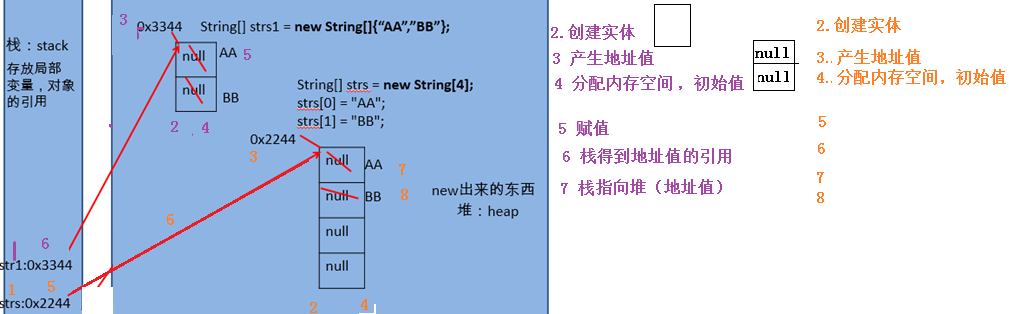 栈：stack
存放局部
变量，对象
的引用
str1:0x3344
strs:0x2244
1
5
6
3
0x3344
String[] strs1 = new String[]{“AA”,”BB”};
null
AA
5
null
BB
2
4
String[] strs = new String[4];
strs[0] = "AA";
strs[1] = "BB";
0x2244
3
null
AA
7
null
BB
8
null
null
6
2
4
new出来的东西
堆：heap
2.创建实体
3 产生地址值
4 分配内存空间，初始值
5 赋值
6 栈得到地址值的引用
7 栈指向堆（地址值）
null
null
2.创建实体
3..产生地址值
4..分配内存空间，初始值
5
6
7
8